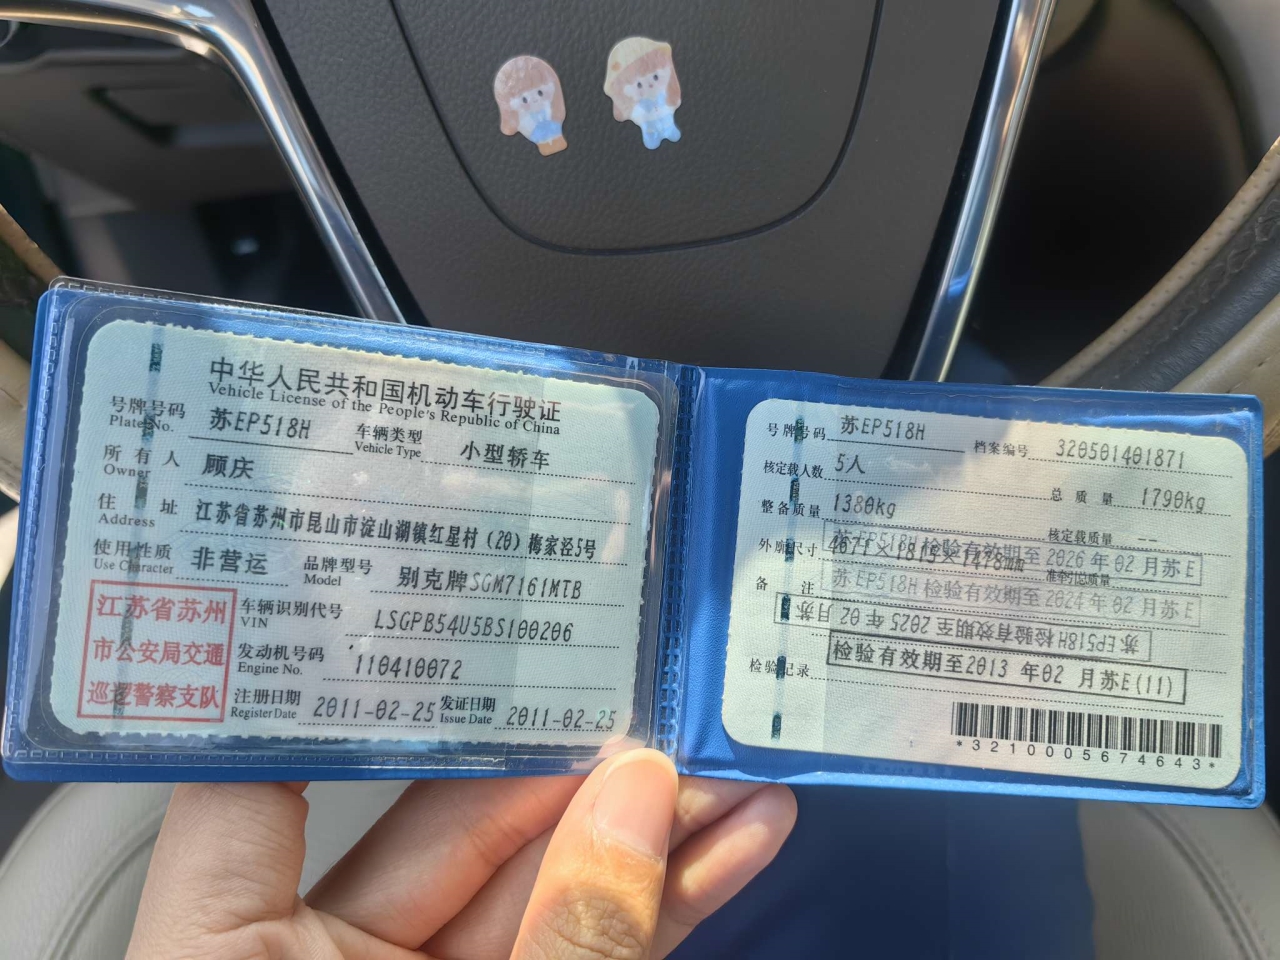 中华人民共和国机动车行驶证
Vehicle License of the People's Republic of China
号牌号码 苏EP518H 车辆类型 小型轿车
Plate No. Vehicle Type
所有人 顾庆
Owner
住址 江苏省苏州市昆山市淀山湖镇红星村(20)梅家泾5号
Address
使用性质 非营运 品牌型号 别克牌SGM7161MTB
Use Character Model
江苏省苏州
市公安局交通
巡逻警察支队
车辆识别代号 LSGPB54U5BS100206
VIN
发动机号码 110410072
Engine No.
注册日期 2011-02-25 发证日期 2011-02-25
Register Date Issue Date
号牌号码 苏EP518H 档案编号 320501401871
核定载人数 5人 总质量 1790kg
整备质量 1380kg 核定载质量 --
外廓尺寸 4671×1815×1478mm 准牵引总质量
苏EP518H检验有效期至2026年02月苏E
备注 苏EP518H检验有效期至2024年02月苏E
苏EP518H检验有效期至2025年02月苏E
检验记录 检验有效期至2013年02月苏E(11)
*3210005674643*